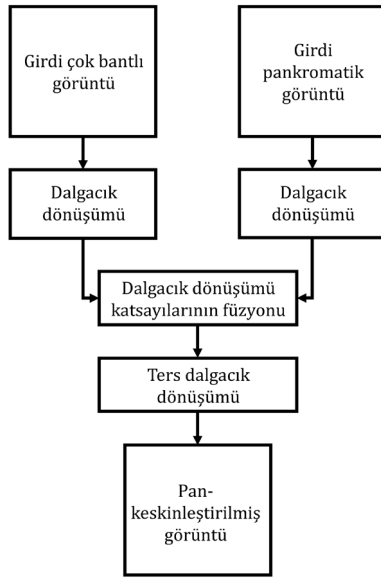 Girdi çok bantlı
görüntü
Girdi
pankromatik
görüntü
Dalgacık
dönüşümü
Dalgacık
dönüşümü
Dalgacık dönüşümü
katsayılarının füzyonu
Ters dalgacık
dönüşümü
Pan-
keskinleştirilmiş
görüntü